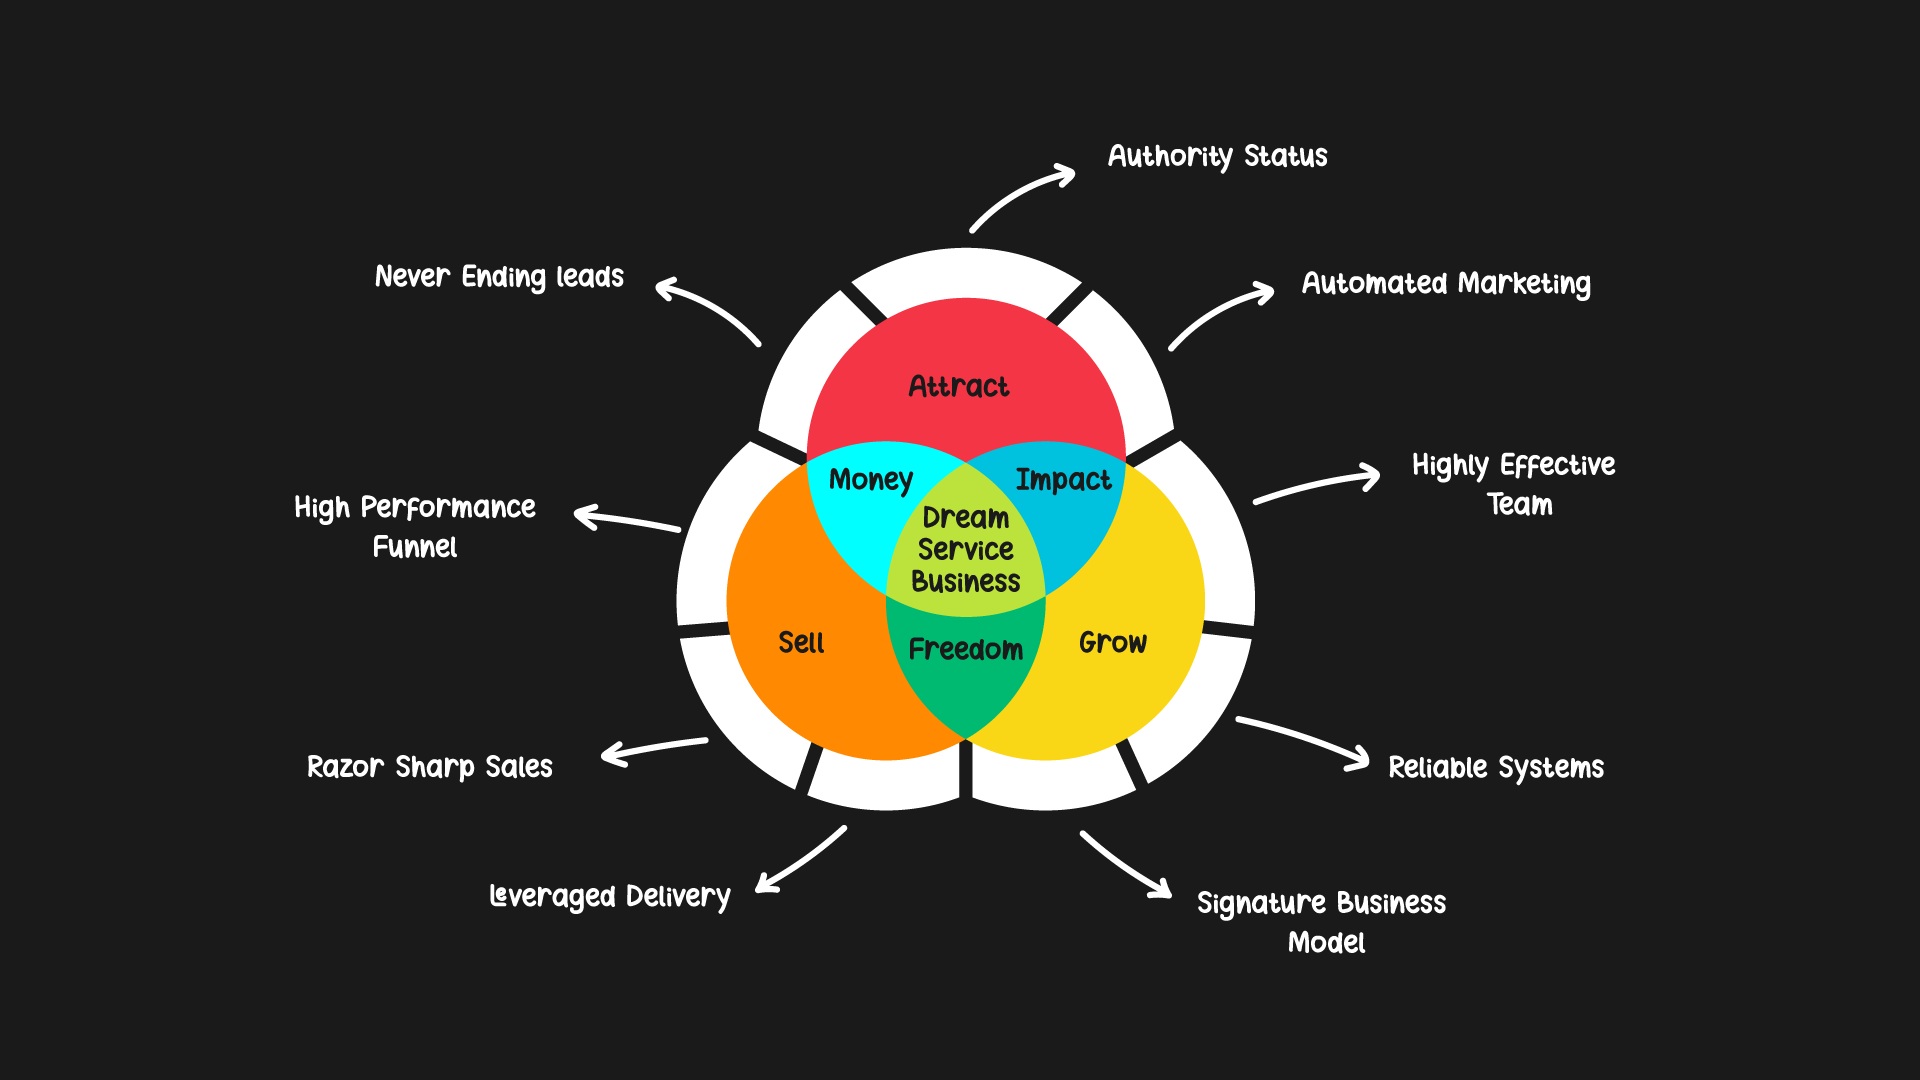 Authority Status
Never Ending leads
Automated Marketing
Attract
Highly Effective
Team
Money
Impact
High Performance
Funnel
Dream
Service
Business
Sell
Freedom
Grow
Razor Sharp Sales
Reliable Systems
Leveraged Delivery
Signature Business
Model